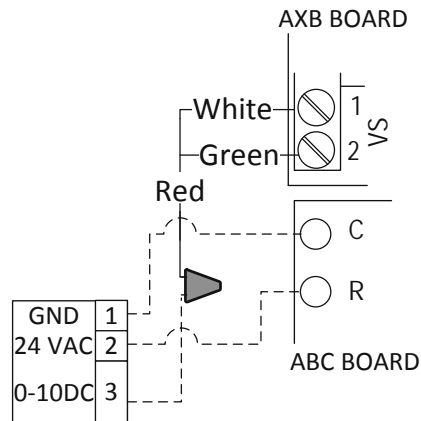 AXB BOARD
White 1
Green 2
VS
Red
C
R
GND 1
24 VAC 2
0-10DC 3
ABC BOARD